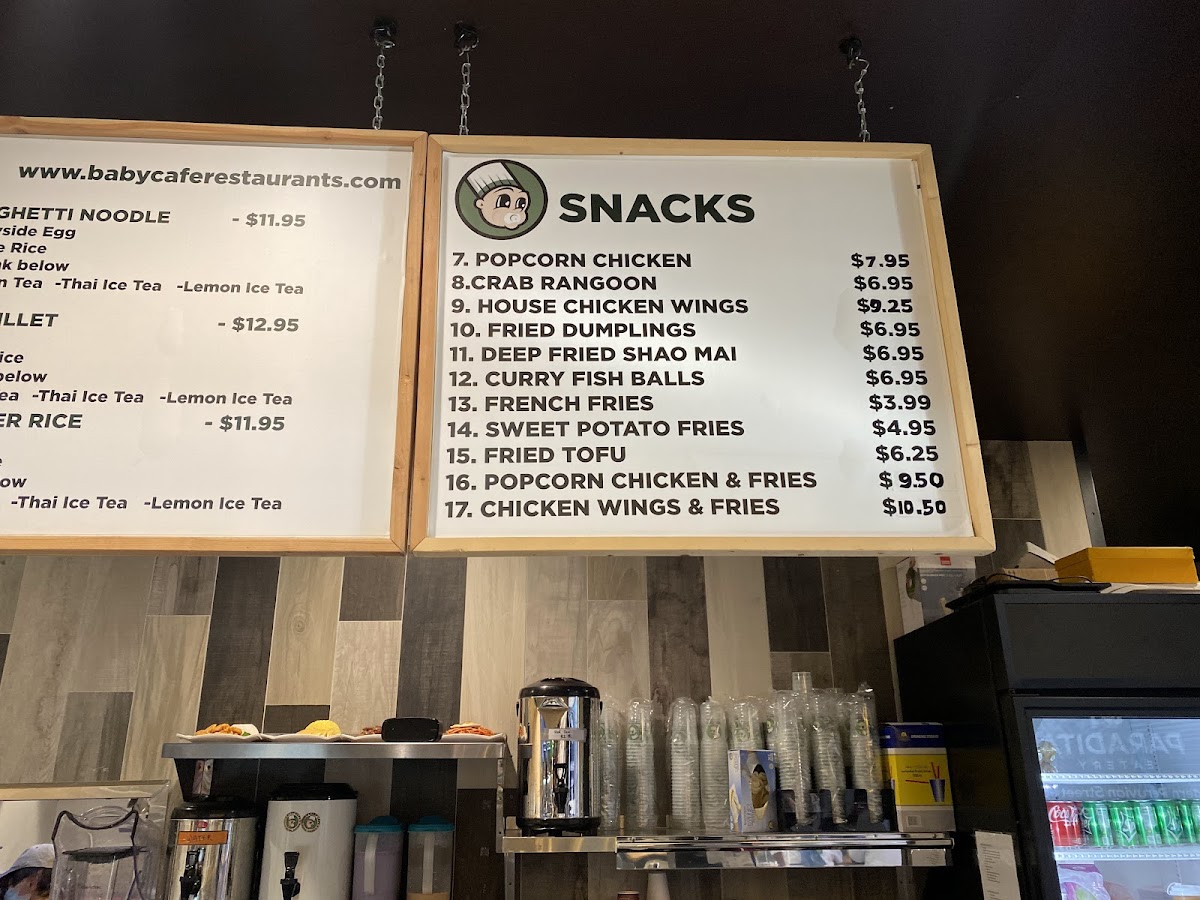 www.babycaferestaurants.com
GHETTI NOODLE - $11.95
yside Egg
e Rice
nk below
n Tea -Thai Ice Tea -Lemon Ice Tea
ILLET - $12.95
ice
below
ea -Thai Ice Tea -Lemon Ice Tea
ER RICE - $11.95
e
ow
-Thai Ice Tea -Lemon Ice Tea
SNACKS
7. POPCORN CHICKEN $7.95
8.CRAB RANGOON $6.95
9. HOUSE CHICKEN WINGS $9.25
10. FRIED DUMPLINGS $6.95
11. DEEP FRIED SHAO MAI $6.95
12. CURRY FISH BALLS $6.95
13. FRENCH FRIES $3.99
14. SWEET POTATO FRIES $4.95
15. FRIED TOFU $6.25
16. POPCORN CHICKEN & FRIES $9.50
17. CHICKEN WINGS & FRIES $10.50